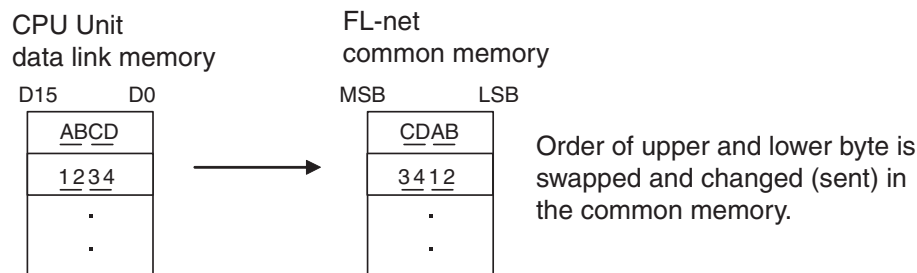 CPU Unit
data link memory
D15 D0
ABCD
1234
FL-net
common memory
MSB LSB
CDAB
3412
Order of upper and lower byte is
swapped and changed (sent) in
the common memory.